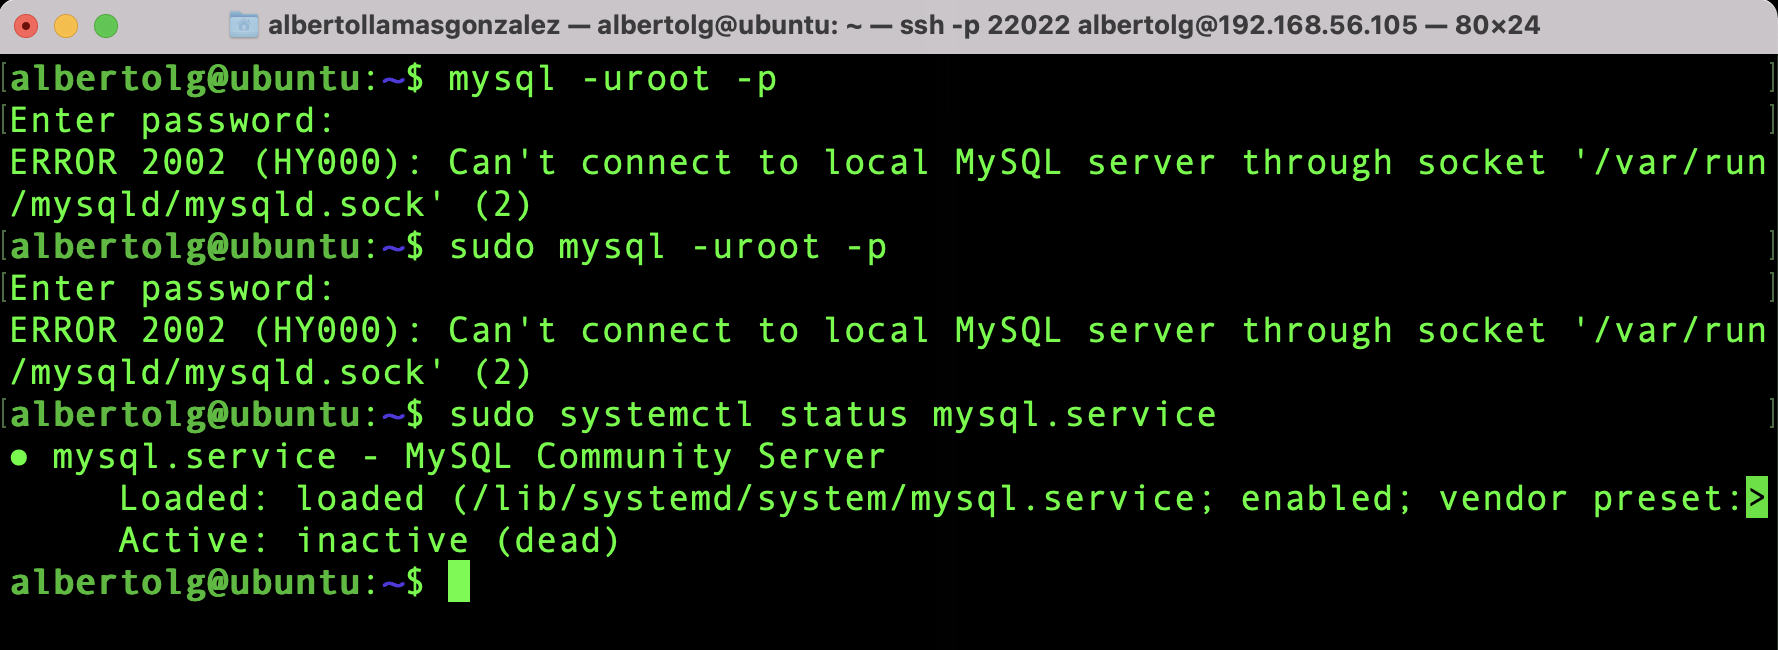 albertollamasgonzalez — albertolg@ubuntu: ~ — ssh -p 22022 albertolg@192.168.56.105 — 80×24
[albertolg@ubuntu:~$ mysql -uroot -p ]
[Enter password: ]
ERROR 2002 (HY000): Can't connect to local MySQL server through socket '/var/run
/mysqld/mysqld.sock' (2)
[albertolg@ubuntu:~$ sudo mysql -uroot -p ]
[Enter password: ]
ERROR 2002 (HY000): Can't connect to local MySQL server through socket '/var/run
/mysqld/mysqld.sock' (2)
[albertolg@ubuntu:~$ sudo systemctl status mysql.service ]
● mysql.service - MySQL Community Server
Loaded: loaded (/lib/systemd/system/mysql.service; enabled; vendor preset:>
Active: inactive (dead)
albertolg@ubuntu:~$